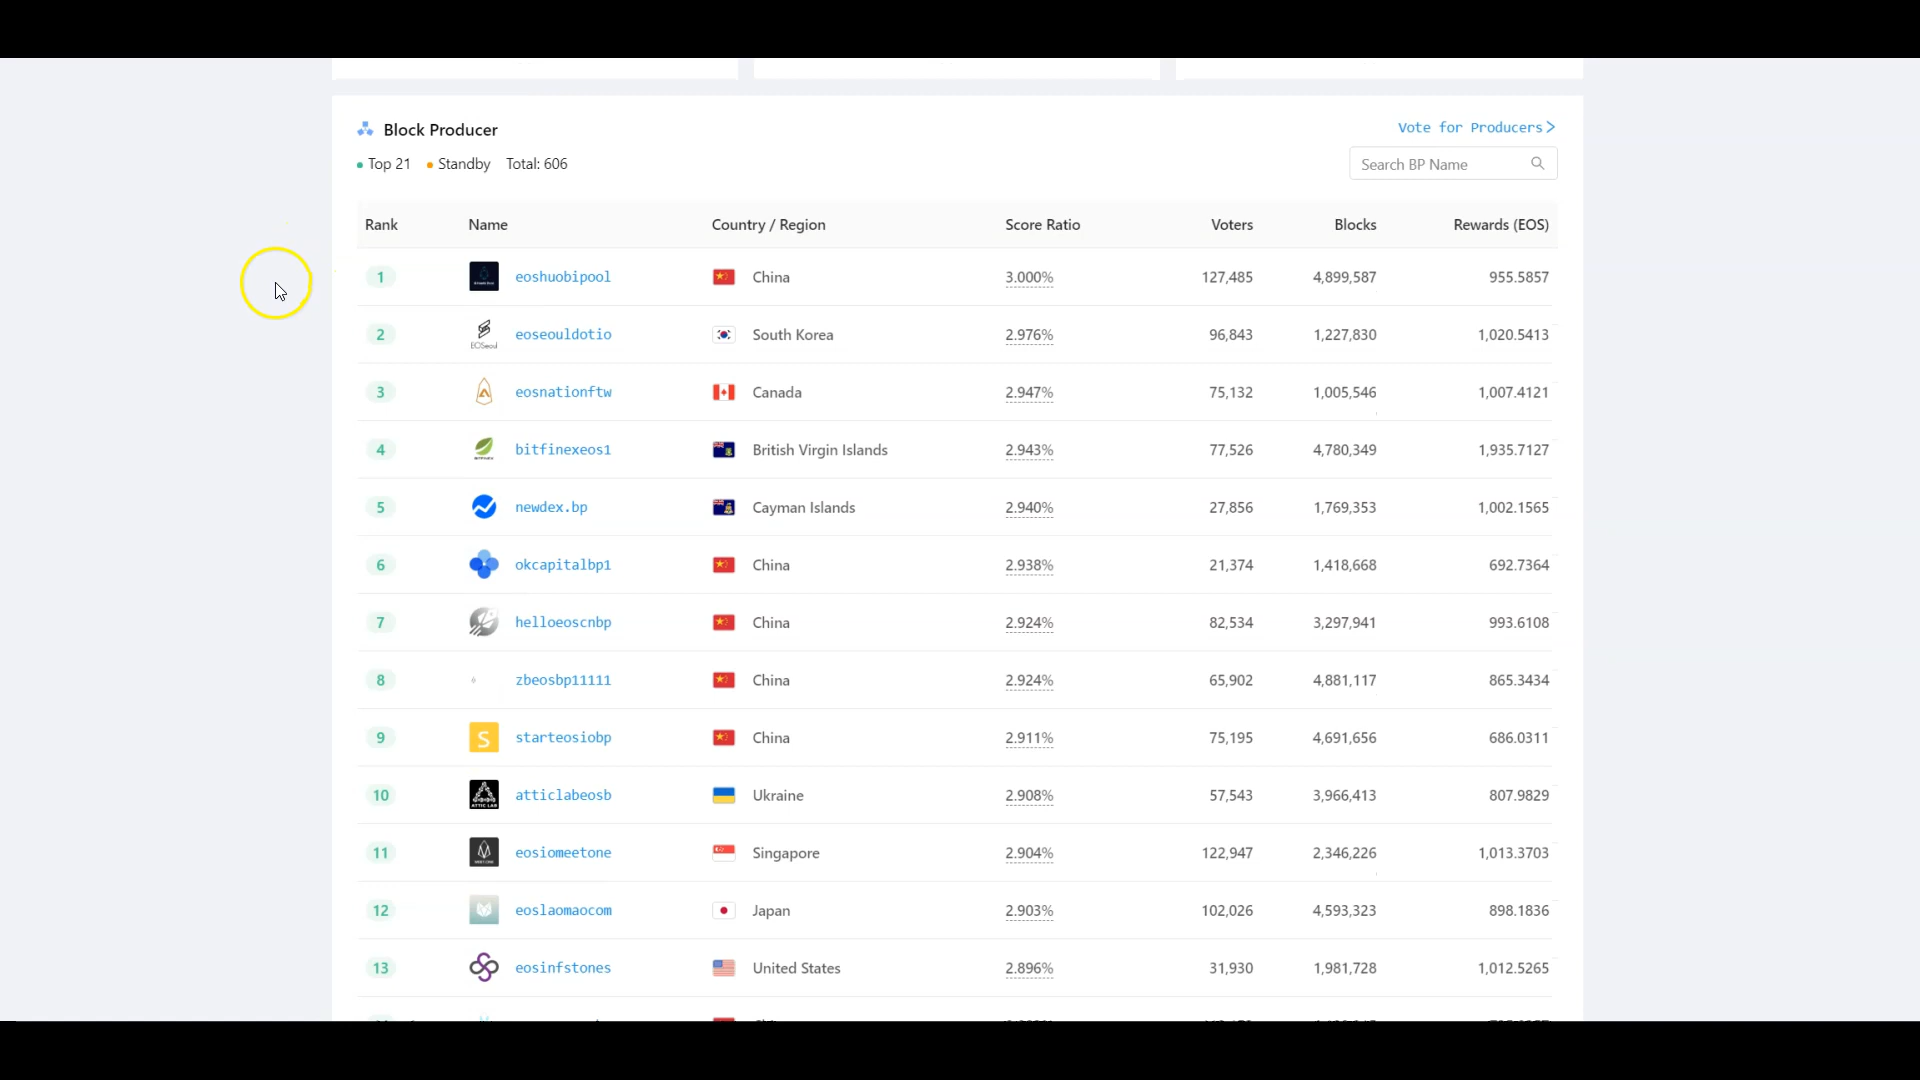 Block Producer
Vote for Producers >
Top 21 Standby Total: 606
Search BP Name
Rank Name Country / Region Score Ratio Voters Blocks Rewards (EOS)
1 eoshuobipool China 3.000% 127,485 4,899,587 955.5857
2 EOSeoul eoseouldotio South Korea 2.976% 96,843 1,227,830 1,020.5413
3 eosnationftw Canada 2.947% 75,132 1,005,546 1,007.4121
4 bitfinexeos1 British Virgin Islands 2.943% 77,526 4,780,349 1,935.7127
5 newdex.bp Cayman Islands 2.940% 27,856 1,769,353 1,002.1565
6 okcapitalbp1 China 2.938% 21,374 1,418,668 692.7364
7 helloeoscnbp China 2.924% 82,534 3,297,941 993.6108
8 zbeosbp11111 China 2.924% 65,902 4,881,117 865.3434
9 S starteosiobp China 2.911% 75,195 4,691,656 686.0311
10 ATTIC LAB atticlabeosb Ukraine 2.908% 57,543 3,966,413 807.9829
11 eosiomeetone Singapore 2.904% 122,947 2,346,226 1,013.3703
12 eoslaomaocom Japan 2.903% 102,026 4,593,323 898.1836
13 eosinfstones United States 2.896% 31,930 1,981,728 1,012.5265